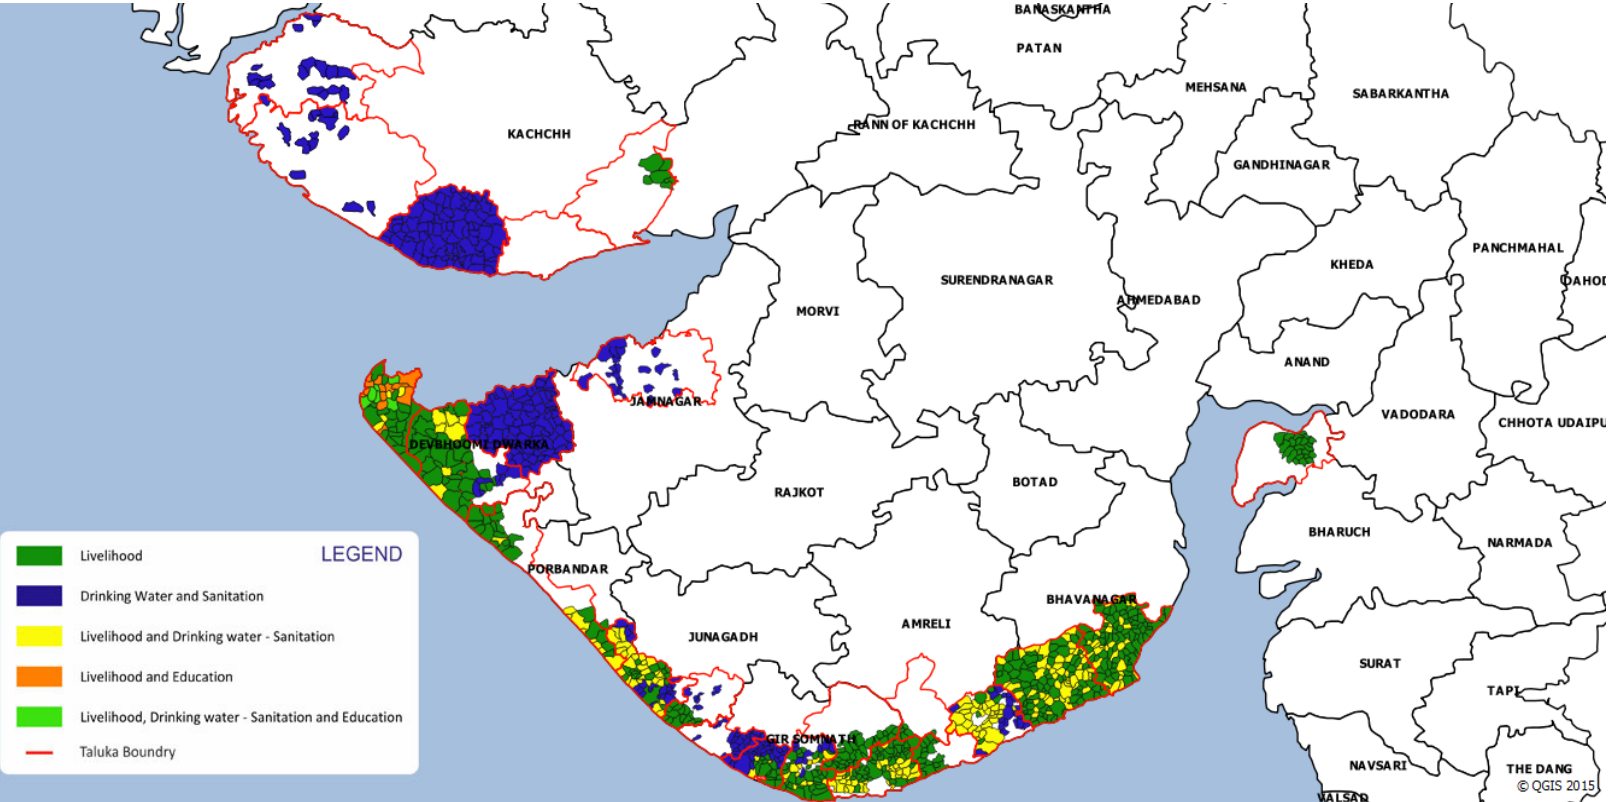 BANASKANTHA
PATAN
MEHSANA
SABARKANTHA
KACHCHH
RANN OF KACHCHH
GANDHINAGAR
PANCHMAHAL
KHEDA
DAHOD
SURENDRANAGAR
AHMEDABAD
MORVI
ANAND
JAMNAGAR
VADODARA
CHHOTA UDAIPU
DEVBHOOMI DWARKA
RAJKOT
BOTAD
BHARUCH
NARMADA
PORBANDAR
BHAVANAGAR
JUNAGADH
AMRELI
SURAT
TAPI
GIR SOMNATH
NAVSARI
THE DANG
VALSAD
© QGIS 2015
LEGEND
Livelihood
Drinking Water and Sanitation
Livelihood and Drinking water - Sanitation
Livelihood and Education
Livelihood, Drinking water - Sanitation and Education
Taluka Boundry